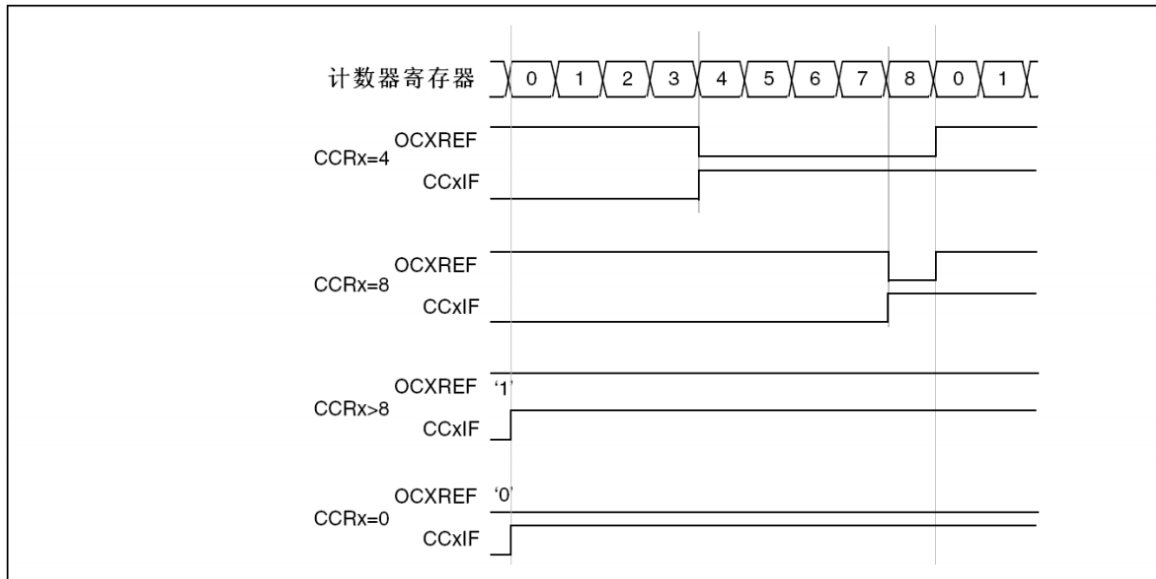 计数器寄存器 0 1 2 3 4 5 6 7 8 0 1
OCXREF
CCRx=4
CCxIF
OCXREF
CCRx=8
CCxIF
OCXREF ‘1’
CCRx>8
CCxIF
OCXREF ‘0’
CCRx=0
CCxIF